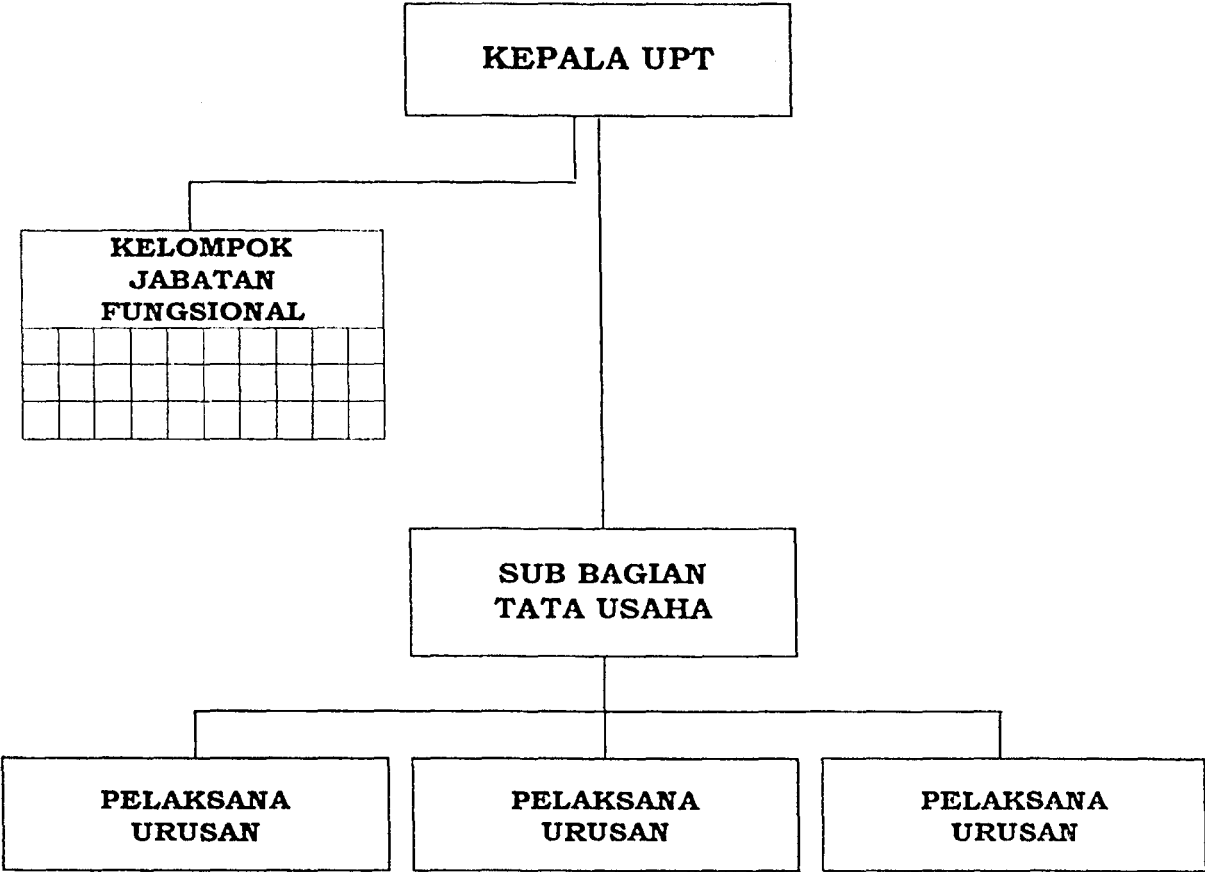 KEPALA UPT
KELOMPOK
JABATAN
FUNGSIONAL
SUB BAGIAN
TATA USAHA
PELAKSANA
URUSAN
PELAKSANA
URUSAN
PELAKSANA
URUSAN